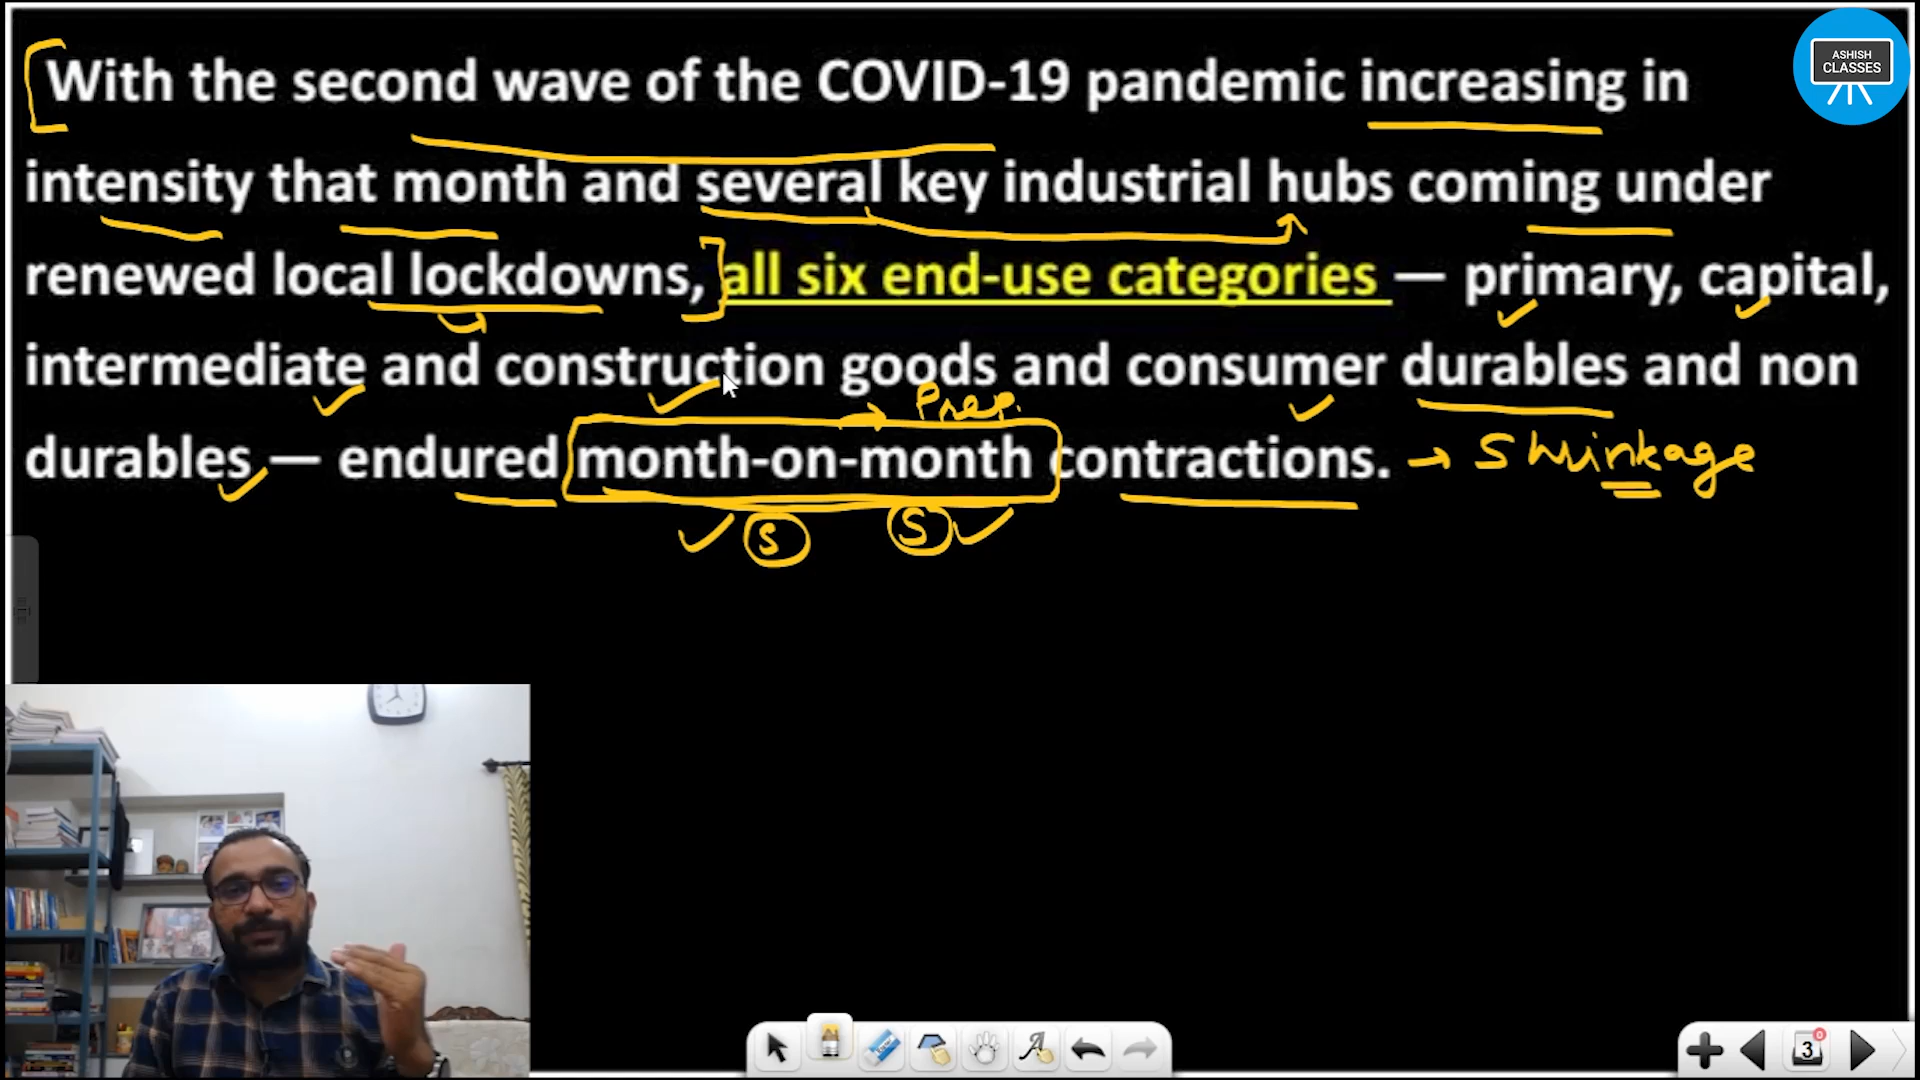 ASHISH
CLASSES
With the second wave of the COVID-19 pandemic increasing in
intensity that month and several key industrial hubs coming under
renewed local lockdowns, all six end-use categories — primary, capital,
intermediate and construction goods and consumer durables and non
Prep.
durables — endured month-on-month contractions. → Shrinkage
S S
3